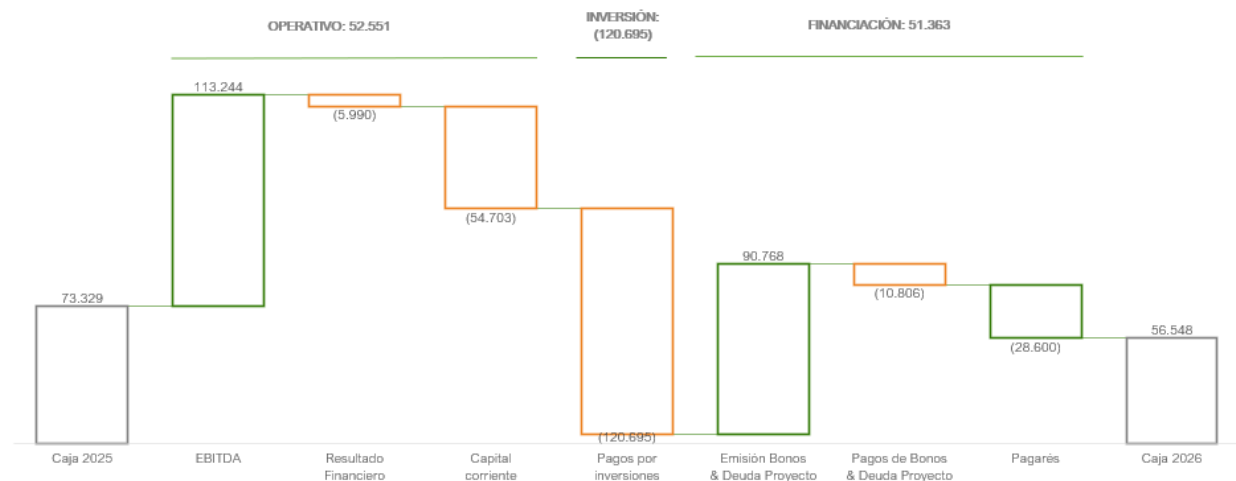 OPERATIVO: 52.551
INVERSIÓN:
(120.695)
FINANCIACIÓN: 51.363
113.244
(5.990)
(54.703)
90.768
(10.806)
73.329
(28.600)
56.548
(120.695)
Caja 2025
EBITDA
Resultado
Financiero
Capital
corriente
Pagos por
inversiones
Emisión Bonos
& Deuda Proyecto
Pagos de Bonos
& Deuda Proyecto
Pagarés
Caja 2026